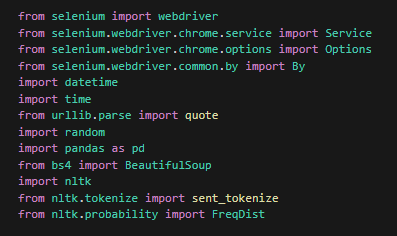 from selenium import webdriver
from selenium.webdriver.chrome.service import Service
from selenium.webdriver.chrome.options import Options
from selenium.webdriver.common.by import By
import datetime
import time
from urllib.parse import quote
import random
import pandas as pd
from bs4 import BeautifulSoup
import nltk
from nltk.tokenize import sent_tokenize
from nltk.probability import FreqDist